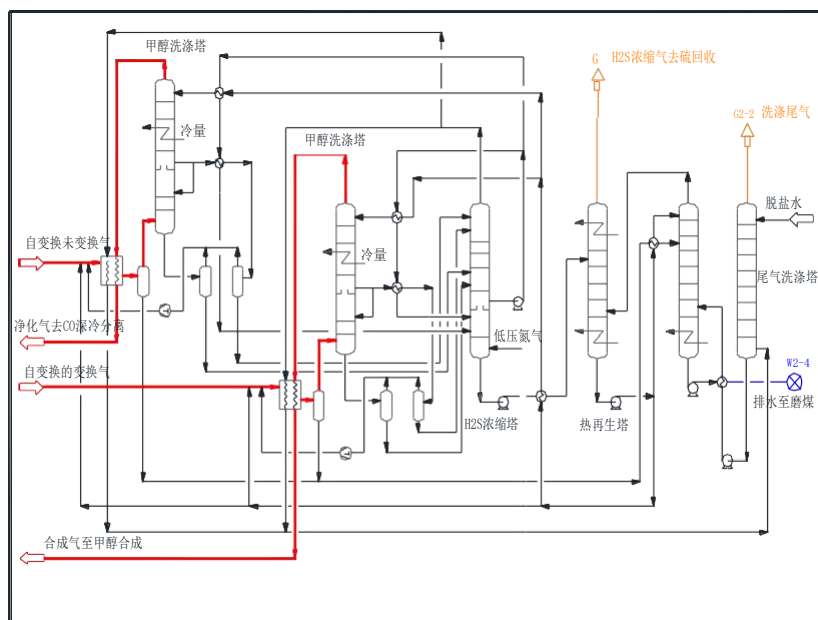 甲醇洗涤塔
G
H2S浓缩气去硫回收
G2-2 洗涤尾气
冷量
甲醇洗涤塔
脱盐水
自变换未变换气
冷量
尾气洗涤塔
净化气去CO深冷分离
低压氮气
W2-4
自变换的变换气
排水至磨煤
H2S浓缩塔
热再生塔
合成气至甲醇合成